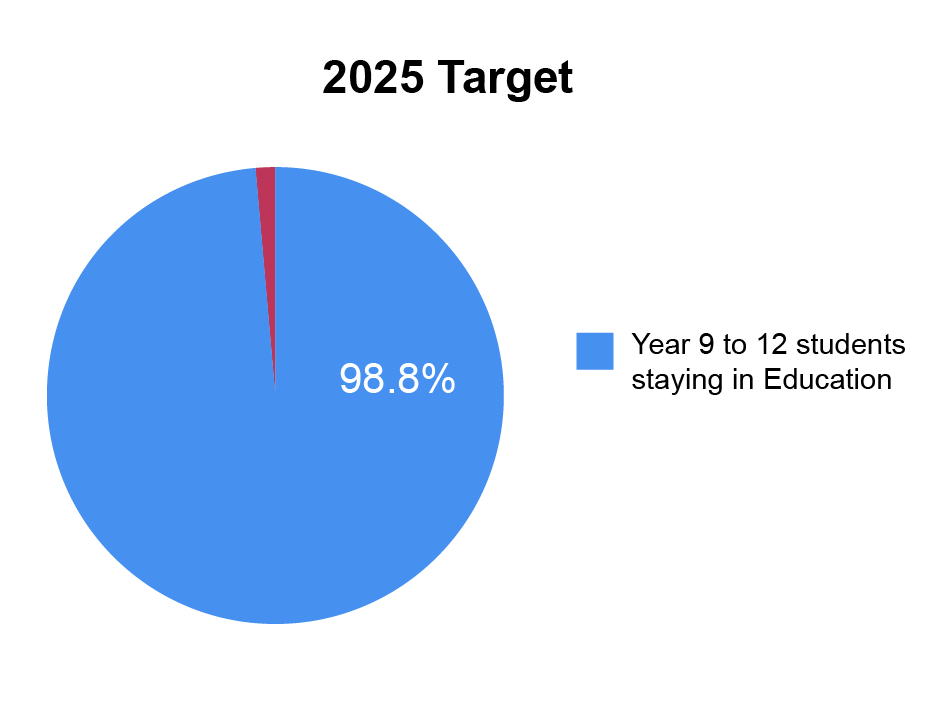 2025 Target
98.8%
Year 9 to 12 students
staying in Education